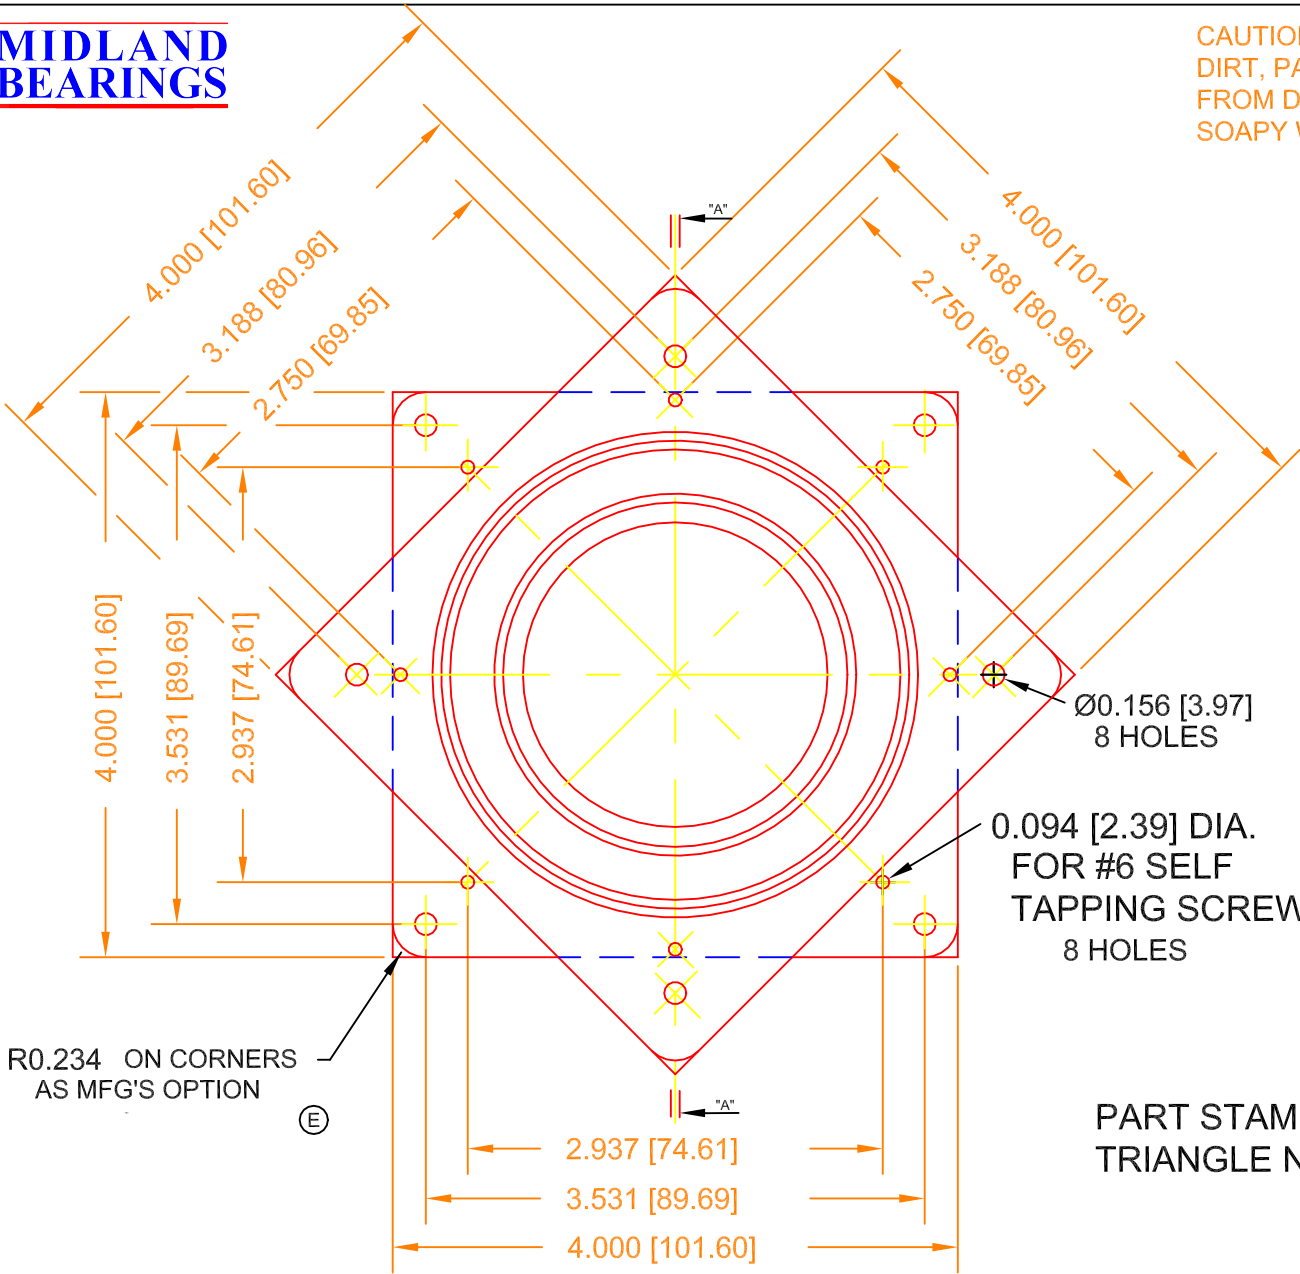 MIDLAND
BEARINGS
CAUTION
DIRT, PA
FROM D
SOAPY
4.000 [101.60]
3.188 [80.96]
2.750 [69.85]
"A"
4.000 [101.60]
3.188 [80.96]
2.750 [69.85]
4.000 [101.60]
3.531 [89.69]
2.937 [74.61]
Ø0.156 [3.97]
8 HOLES
0.094 [2.39] DIA.
FOR #6 SELF
TAPPING SCREW
8 HOLES
R0.234 ON CORNERS
AS MFG'S OPTION
E
"A"
PART STAM
TRIANGLE N
2.937 [74.61]
3.531 [89.69]
4.000 [101.60]